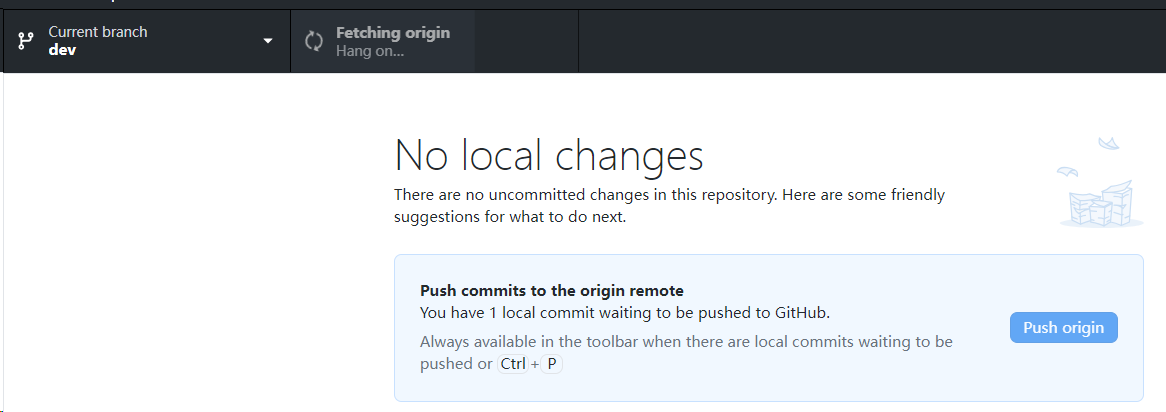 Current branch
dev
Fetching origin
Hang on...
No local changes
There are no uncommitted changes in this repository. Here are some friendly
suggestions for what to do next.
Push commits to the origin remote
You have 1 local commit waiting to be pushed to GitHub.
Always available in the toolbar when there are local commits waiting to be
pushed or Ctrl + P
Push origin